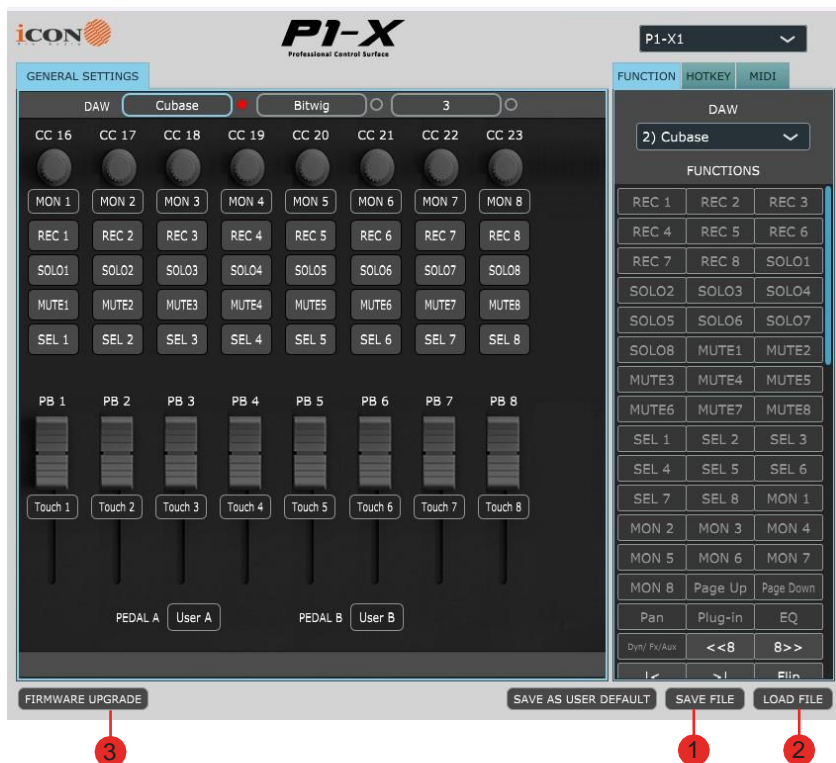 icon
P1-X
Professional Control Surface
P1-X1
GENERAL SETTINGS
FUNCTION HOTKEY MIDI
DAW Cubase Bitwig 3
CC 16 CC 17 CC 18 CC 19 CC 20 CC 21 CC 22 CC 23
MON 1 MON 2 MON 3 MON 4 MON 5 MON 6 MON 7 MON 8
REC 1 REC 2 REC 3 REC 4 REC 5 REC 6 REC 7 REC 8
SOLO1 SOLO2 SOLO3 SOLO4 SOLO5 SOLO6 SOLO7 SOLO8
MUTE1 MUTE2 MUTE3 MUTE4 MUTE5 MUTE6 MUTE7 MUTE8
SEL 1 SEL 2 SEL 3 SEL 4 SEL 5 SEL 6 SEL 7 SEL 8
PB 1 PB 2 PB 3 PB 4 PB 5 PB 6 PB 7 PB 8
Touch 1 Touch 2 Touch 3 Touch 4 Touch 5 Touch 6 Touch 7 Touch 8
PEDAL A User A PEDAL B User B
DAW
2) Cubase
FUNCTIONS
REC 1 REC 2 REC 3
REC 4 REC 5 REC 6
REC 7 REC 8 SOLO1
SOLO2 SOLO3 SOLO4
SOLO5 SOLO6 SOLO7
SOLO8 MUTE1 MUTE2
MUTE3 MUTE4 MUTE5
MUTE6 MUTE7 MUTE8
SEL 1 SEL 2 SEL 3
SEL 4 SEL 5 SEL 6
SEL 7 SEL 8 MON 1
MON 2 MON 3 MON 4
MON 5 MON 6 MON 7
MON 8 Page Up Page Down
Pan Plug-in EQ
Dyn/ Fx/Aux <<8 8>>
|< >| Flip
FIRMWARE UPGRADE SAVE AS USER DEFAULT SAVE FILE LOAD FILE
3 1 2